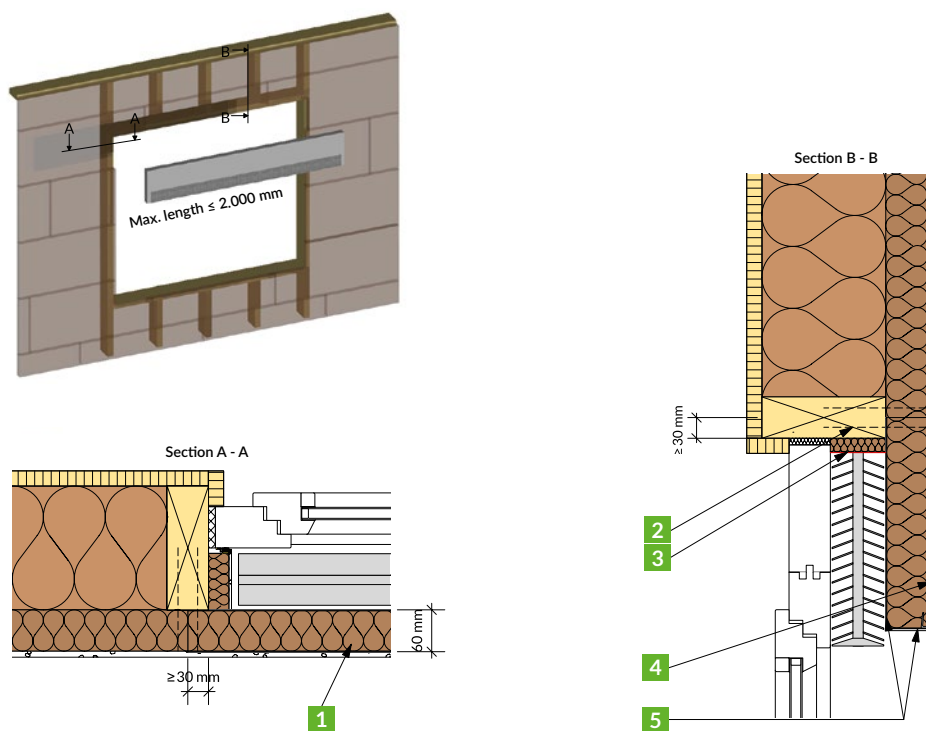 B
B
A
A
Max. length ≤ 2.000 mm
Section B - B
≥ 30 mm
Section A - A
2
3
60 mm
4
≥ 30 mm
1
5